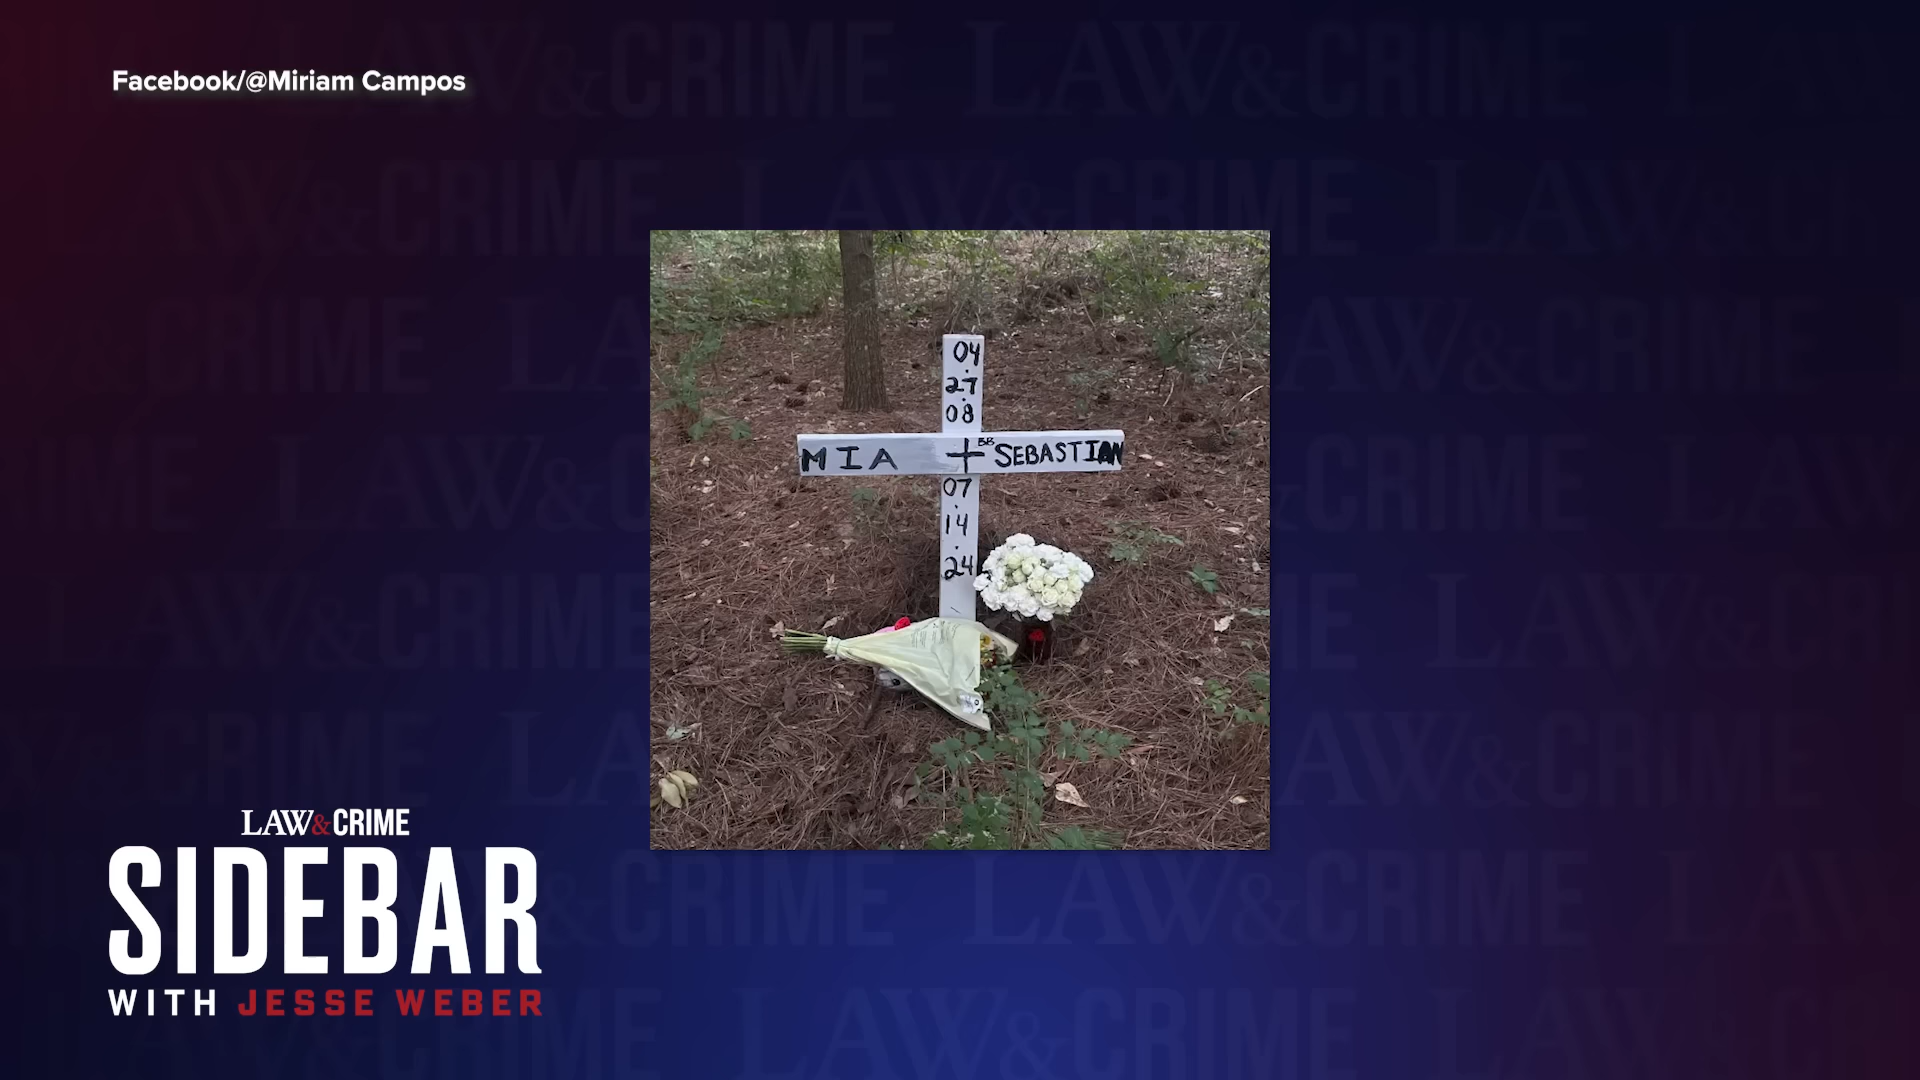 Facebook/@Miriam Campos
04
.
27
.
08
MIA + BB SEBASTIAN
07
.
14
.
24
LAW&CRIME
SIDEBAR
WITH JESSE WEBER